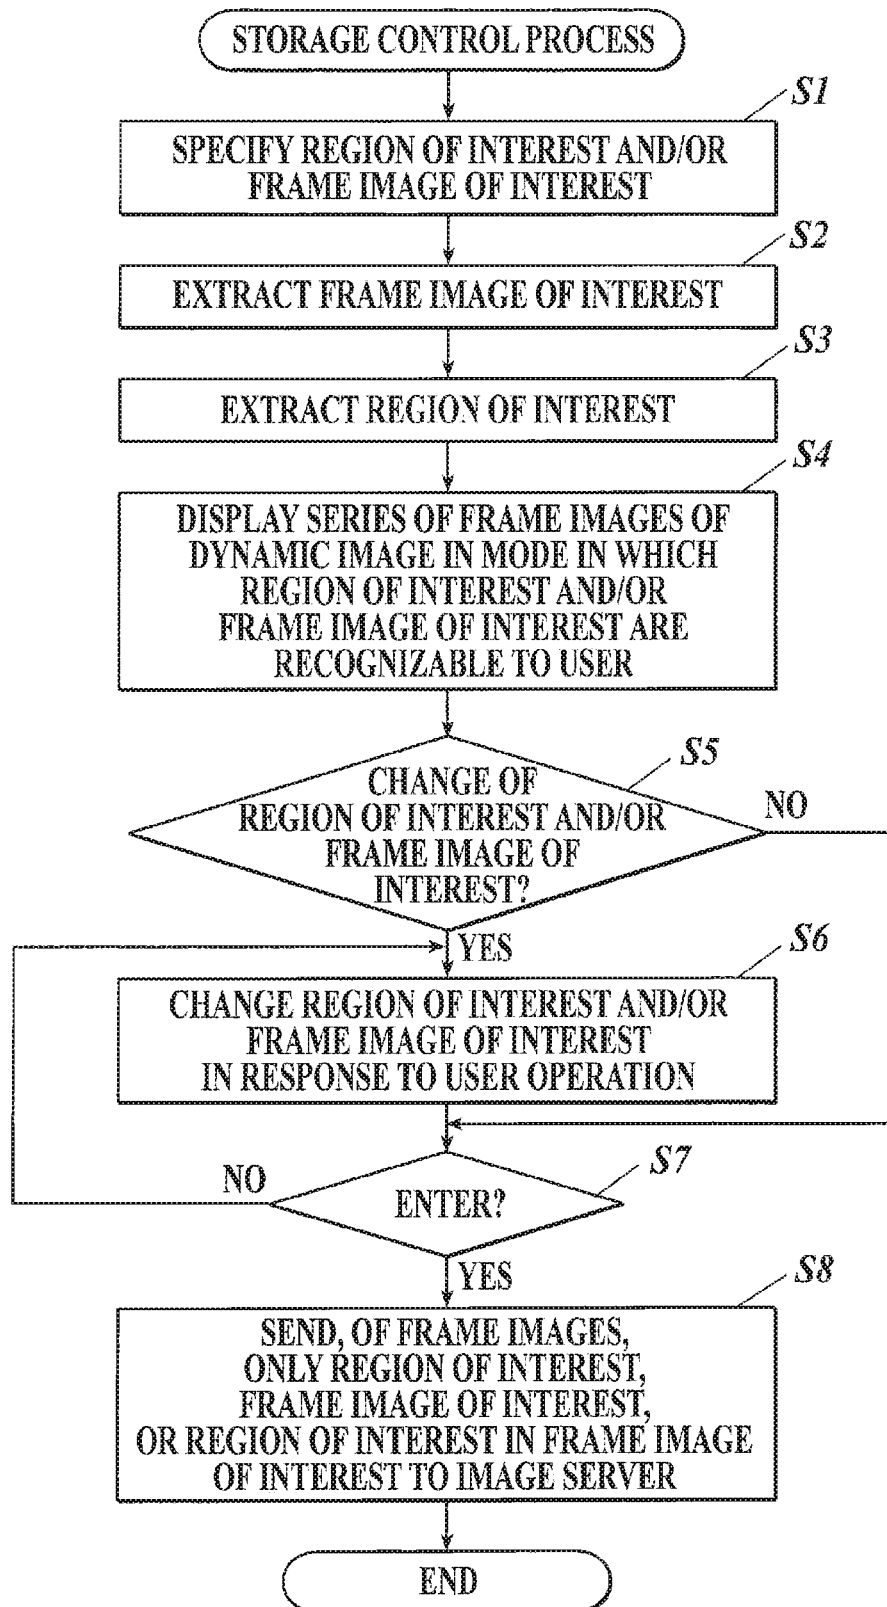 STORAGE CONTROL PROCESS
S1
SPECIFY REGION OF INTEREST AND/OR
FRAME IMAGE OF INTEREST
S2
EXTRACT FRAME IMAGE OF INTEREST
S3
EXTRACT REGION OF INTEREST
S4
DISPLAY SERIES OF FRAME IMAGES OF
DYNAMIC IMAGE IN MODE IN WHICH
REGION OF INTEREST AND/OR
FRAME IMAGE OF INTEREST ARE
RECOGNIZABLE TO USER
S5
CHANGE OF
REGION OF INTEREST AND/OR
FRAME IMAGE OF
INTEREST?
NO
YES
S6
CHANGE REGION OF INTEREST AND/OR
FRAME IMAGE OF INTEREST
IN RESPONSE TO USER OPERATION
S7
NO
ENTER?
YES
S8
SEND, OF FRAME IMAGES,
ONLY REGION OF INTEREST,
FRAME IMAGE OF INTEREST,
OR REGION OF INTEREST IN FRAME IMAGE
OF INTEREST TO IMAGE SERVER
END